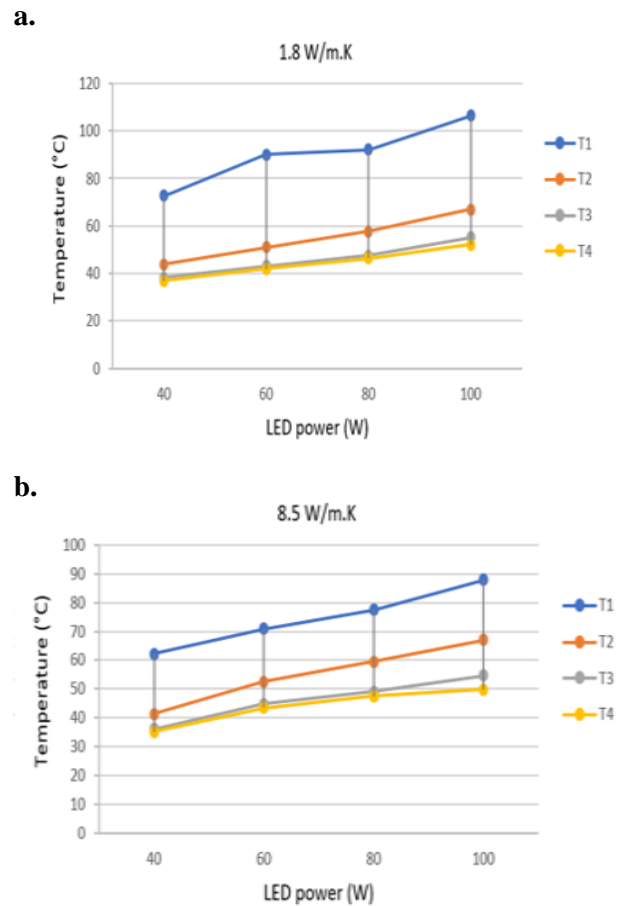 a.
1.8 W/m.K
120
100
80
60
40
20
0
Temperature (°C)
40 60 80 100
LED power (W)
T1
T2
T3
T4
b.
8.5 W/m.K
100
90
80
70
60
50
40
30
20
10
0
Temperature (°C)
40 60 80 100
LED power (W)
T1
T2
T3
T4